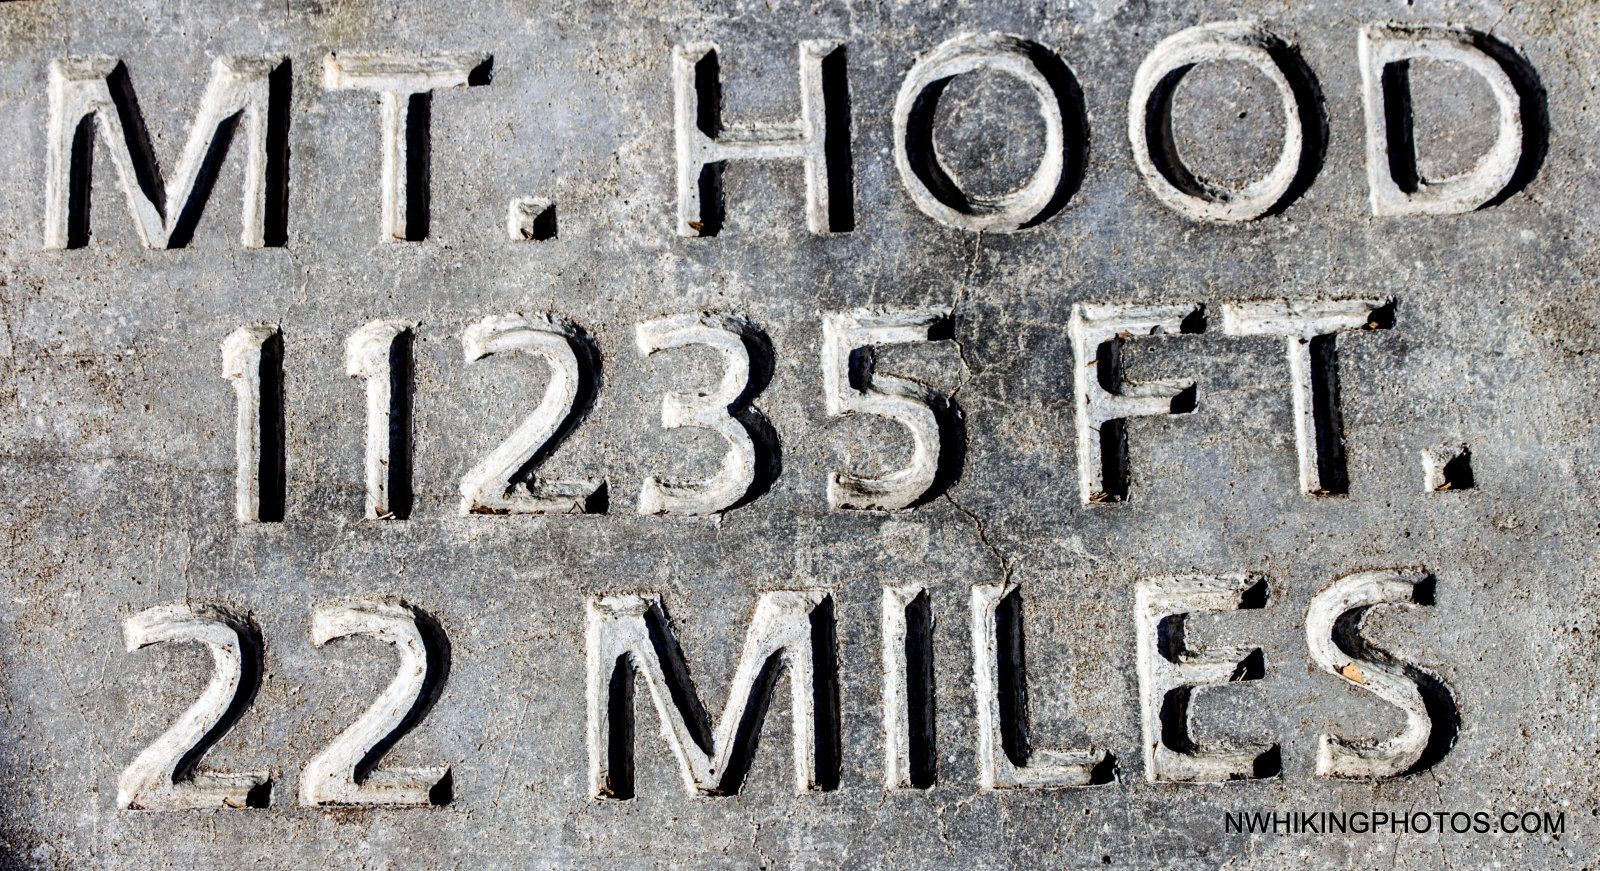 MT. HOOD
11235 FT.
22 MILES
NWHIKINGPHOTOS.COM